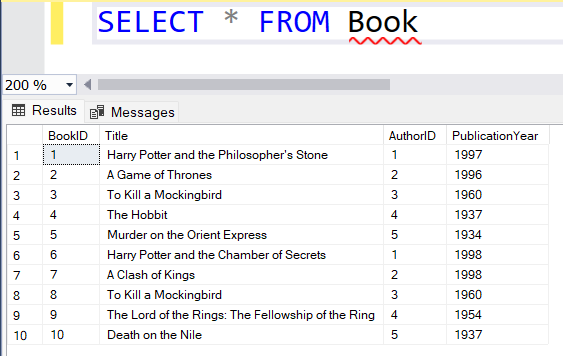 SELECT * FROM Book
200 %
Results Messages
BookID Title AuthorID PublicationYear
1 1 Harry Potter and the Philosopher's Stone 1 1997
2 2 A Game of Thrones 2 1996
3 3 To Kill a Mockingbird 3 1960
4 4 The Hobbit 4 1937
5 5 Murder on the Orient Express 5 1934
6 6 Harry Potter and the Chamber of Secrets 1 1998
7 7 A Clash of Kings 2 1998
8 8 To Kill a Mockingbird 3 1960
9 9 The Lord of the Rings: The Fellowship of the Ring 4 1954
10 10 Death on the Nile 5 1937